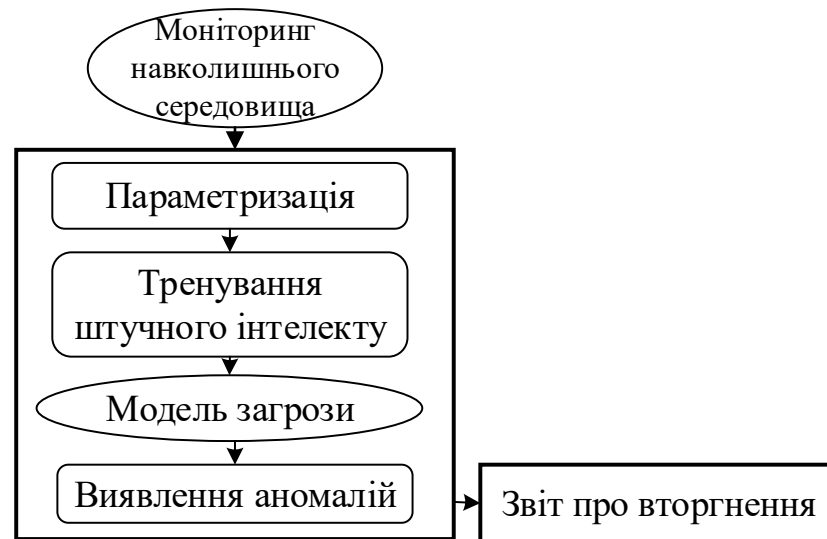 Моніторинг
навколишнього
середовища
Параметризація
Тренування
штучного інтелекту
Модель загрози
Виявлення аномалій
Звіт про вторгнення